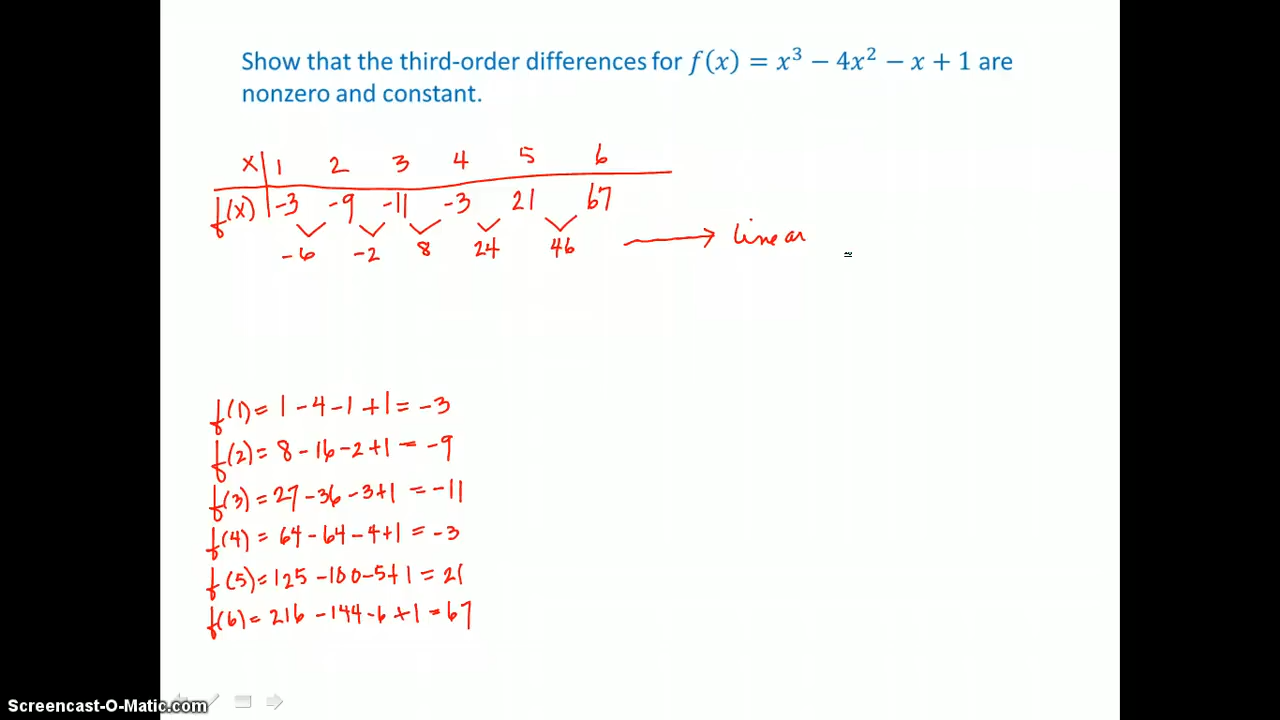 Show that the third-order differences for f(x) = x³ − 4x² − x + 1 are
nonzero and constant.
x 1 2 3 4 5 6
f(x) -3 -9 -11 -3 21 67
-6 -2 8 24 46 → linear =
f(1) = 1 - 4 - 1 + 1 = -3
f(2) = 8 - 16 - 2 + 1 = -9
f(3) = 27 - 36 - 3 + 1 = -11
f(4) = 64 - 64 - 4 + 1 = -3
f(5) = 125 - 100 - 5 + 1 = 21
f(6) = 216 - 144 - 6 + 1 = 67
Screencast-O-Matic.com